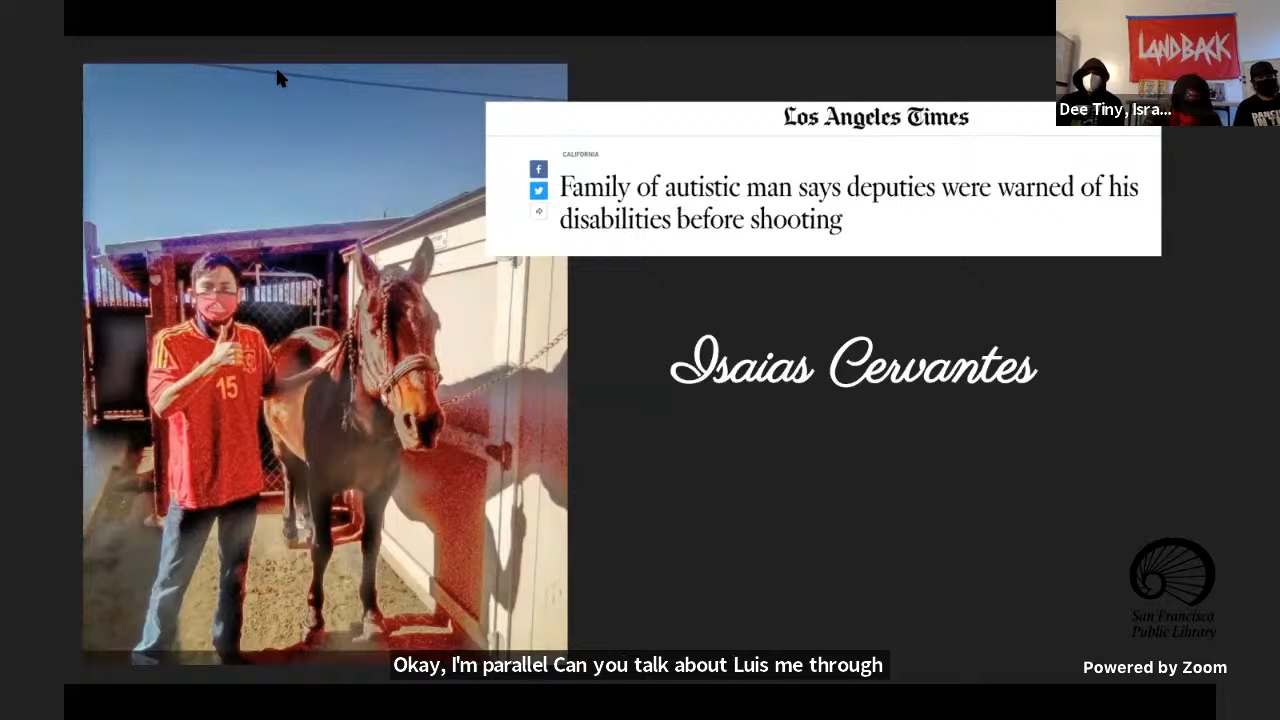 LANDBACK
Dee Tiny, Isra...
Los Angeles Times
CALIFORNIA
Family of autistic man says deputies were warned of his
disabilities before shooting
15
Isaias Cervantes
San Francisco
Public Library
Okay, I'm parallel Can you talk about Luis me through
Powered by Zoom